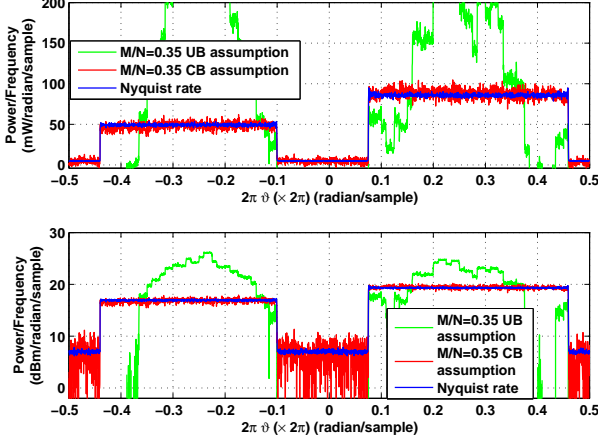 Power/Frequency
(mW/radian/sample)
200
150
100
50
0
M/N=0.35 UB assumption
M/N=0.35 CB assumption
Nyquist rate
−0.5 −0.4 −0.3 −0.2 −0.1 0 0.1 0.2 0.3 0.4 0.5
2π ϑ (× 2π) (radian/sample)
Power/Frequency
(dBm/radian/sample)
30
20
10
0
M/N=0.35 UB
assumption
M/N=0.35 CB
assumption
Nyquist rate
−0.5 −0.4 −0.3 −0.2 −0.1 0 0.1 0.2 0.3 0.4 0.5
2π ϑ (× 2π) (radian/sample)